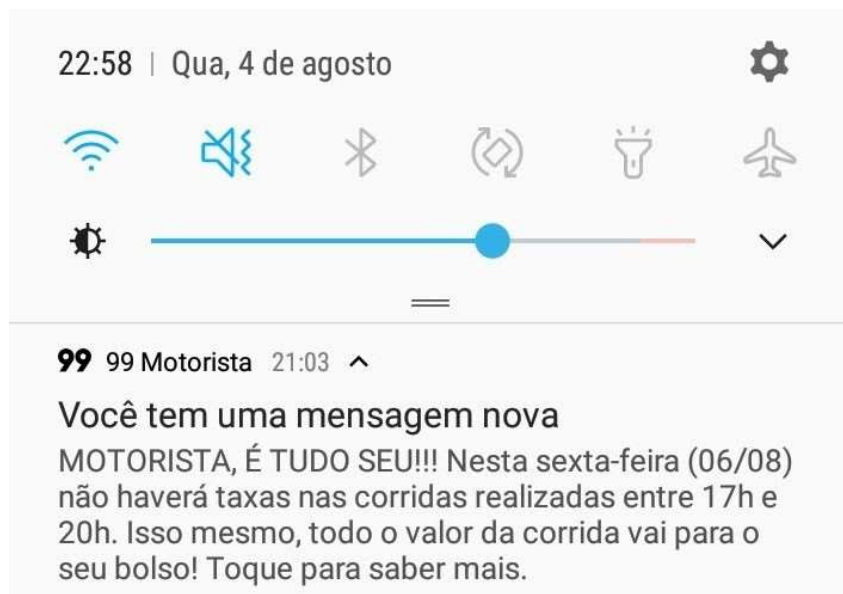 22:58 | Qua, 4 de agosto
99 99 Motorista 21:03
Você tem uma mensagem nova
MOTORISTA, É TUDO SEU!!! Nesta sexta-feira (06/08)
não haverá taxas nas corridas realizadas entre 17h e
20h. Isso mesmo, todo o valor da corrida vai para o
seu bolso! Toque para saber mais.